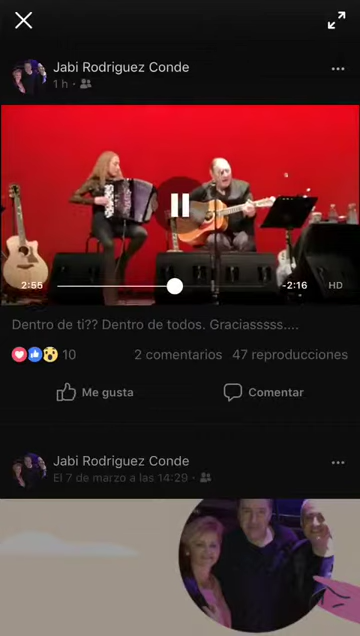 Jabi Rodriguez Conde
1 h ·
2:55
-2:16
HD
Dentro de ti?? Dentro de todos. Graciasssss....
10
2 comentarios
47 reproducciones
Me gusta
Comentar
Jabi Rodriguez Conde
El 7 de marzo a las 14:29 ·